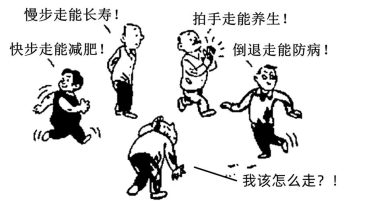 慢步走能长寿！
拍手走能养生！
快步走能减肥！
倒退走能防病！
我该怎么走？！